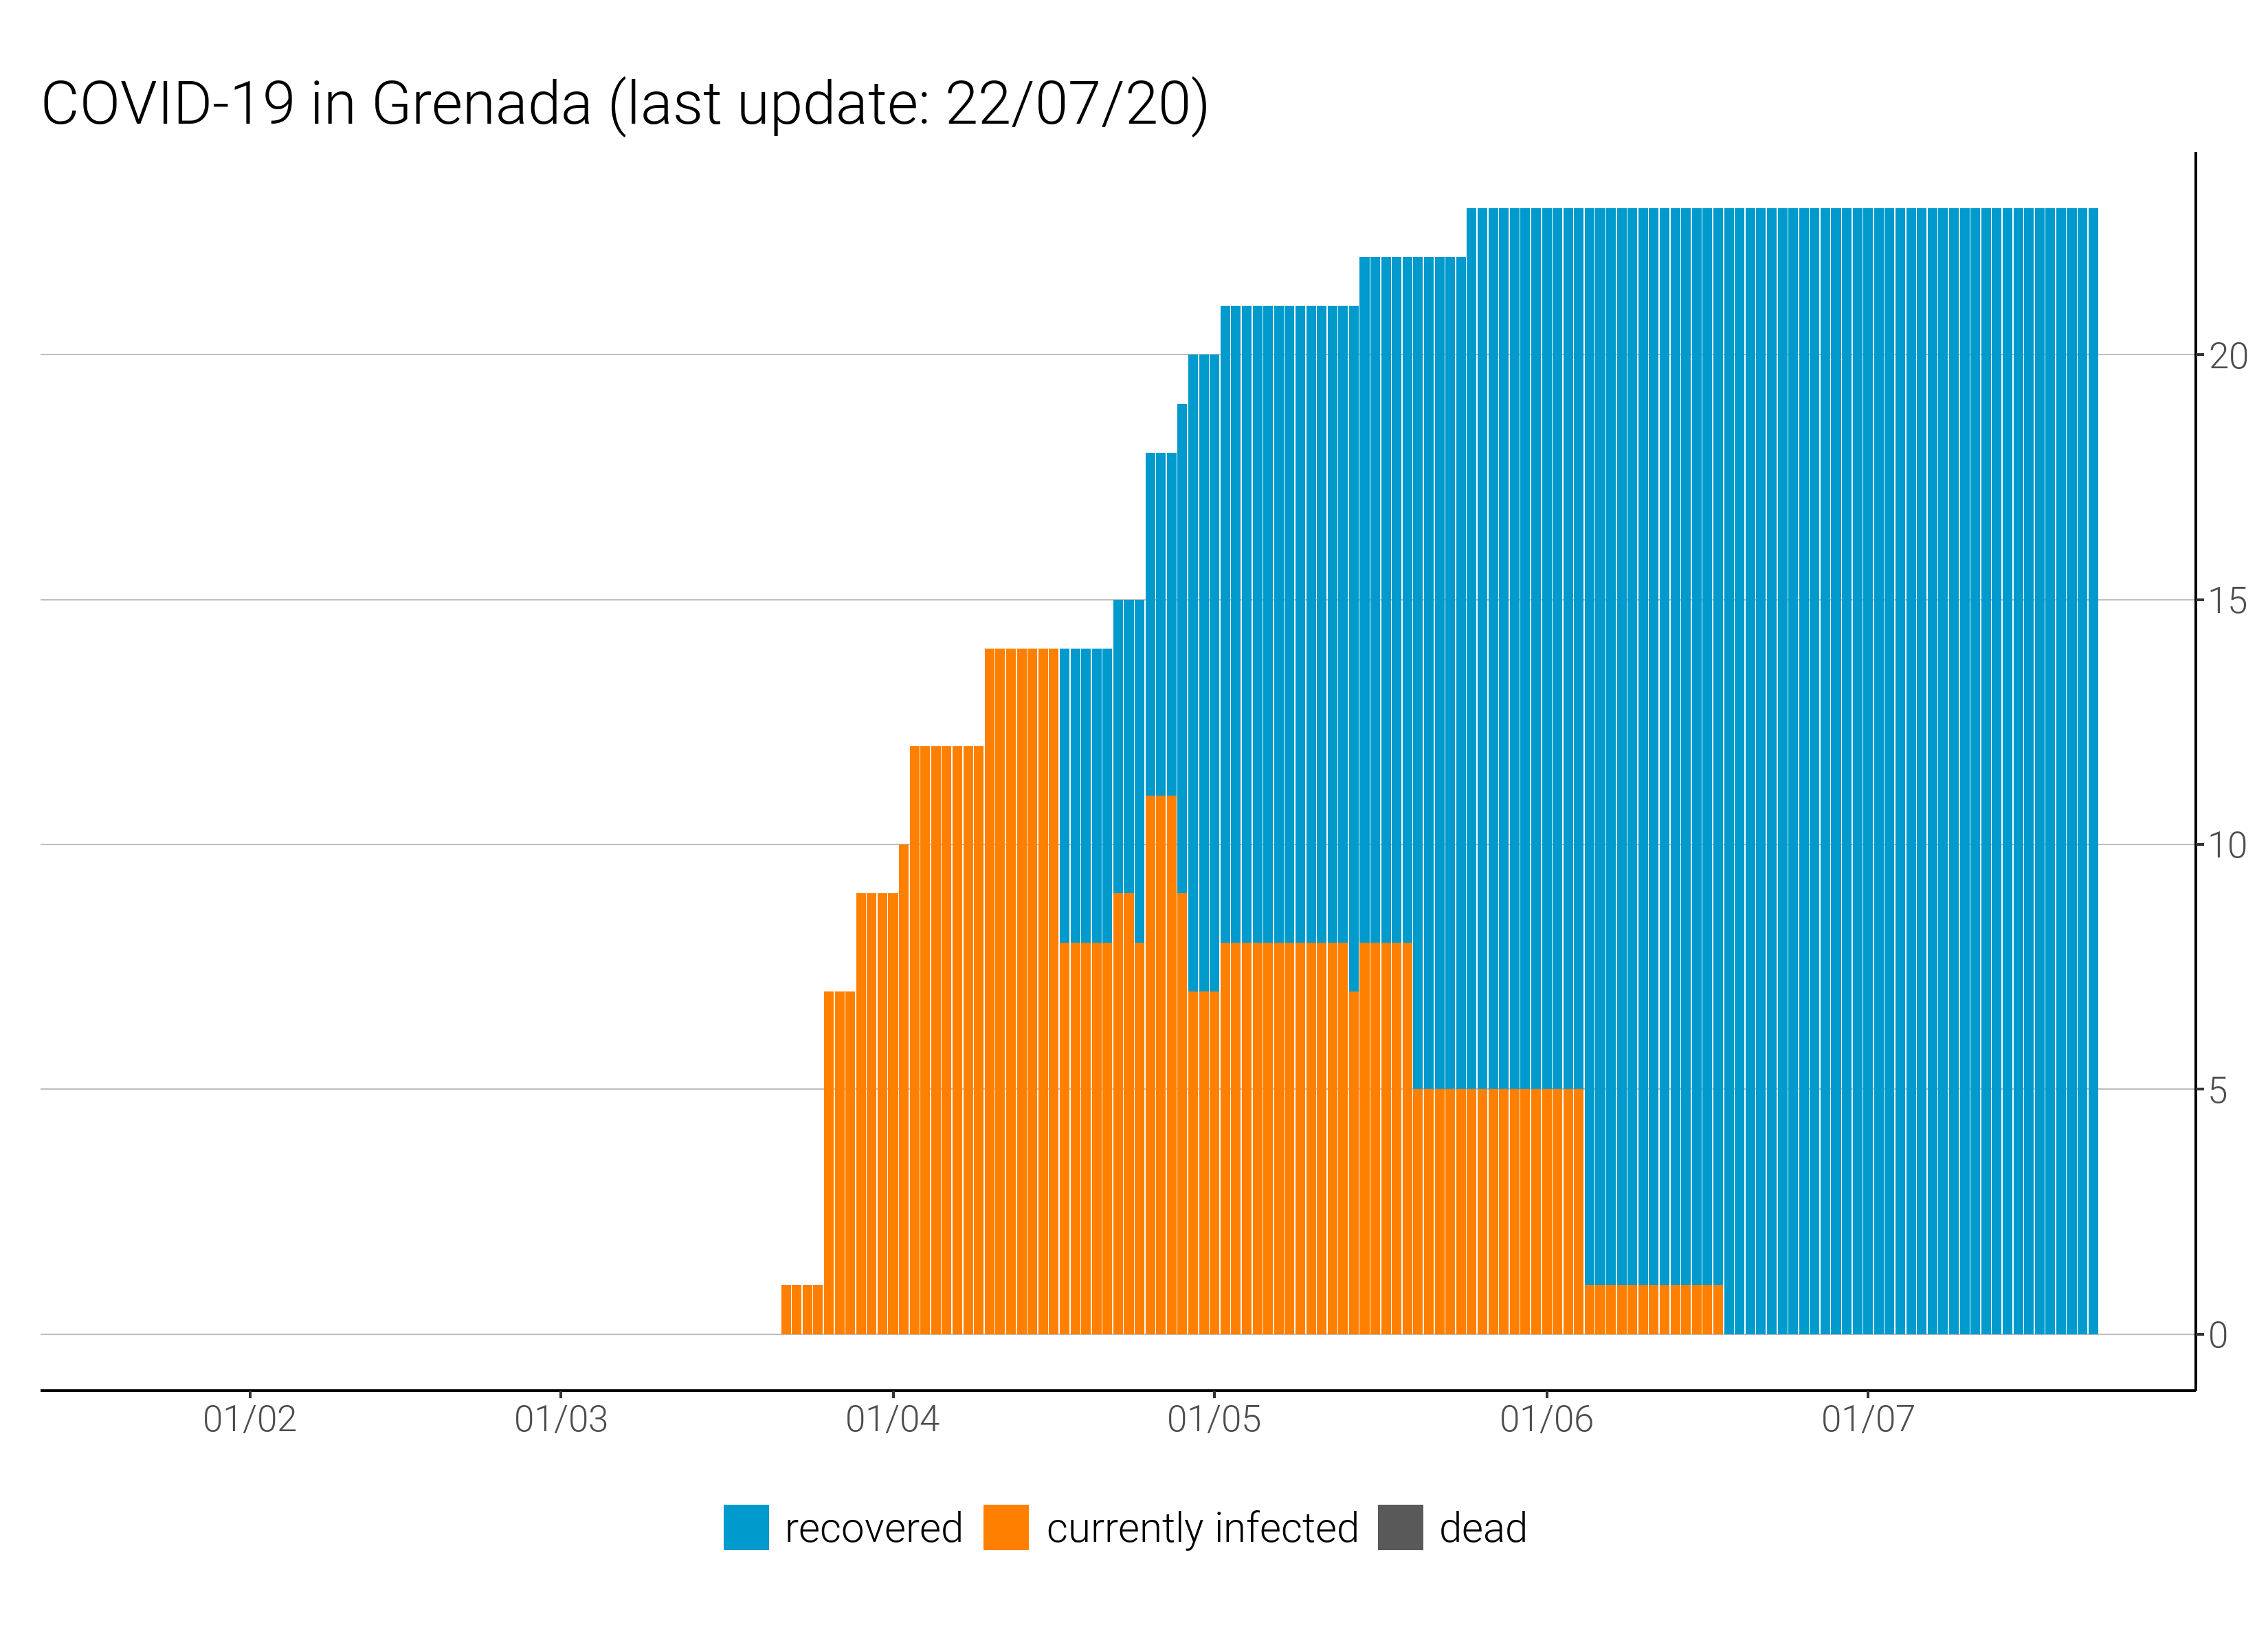 COVID-19 in Grenada (last update: 22/07/20)
20
15
10
5
0
01/02 01/03 01/04 01/05 01/06 01/07
recovered currently infected dead